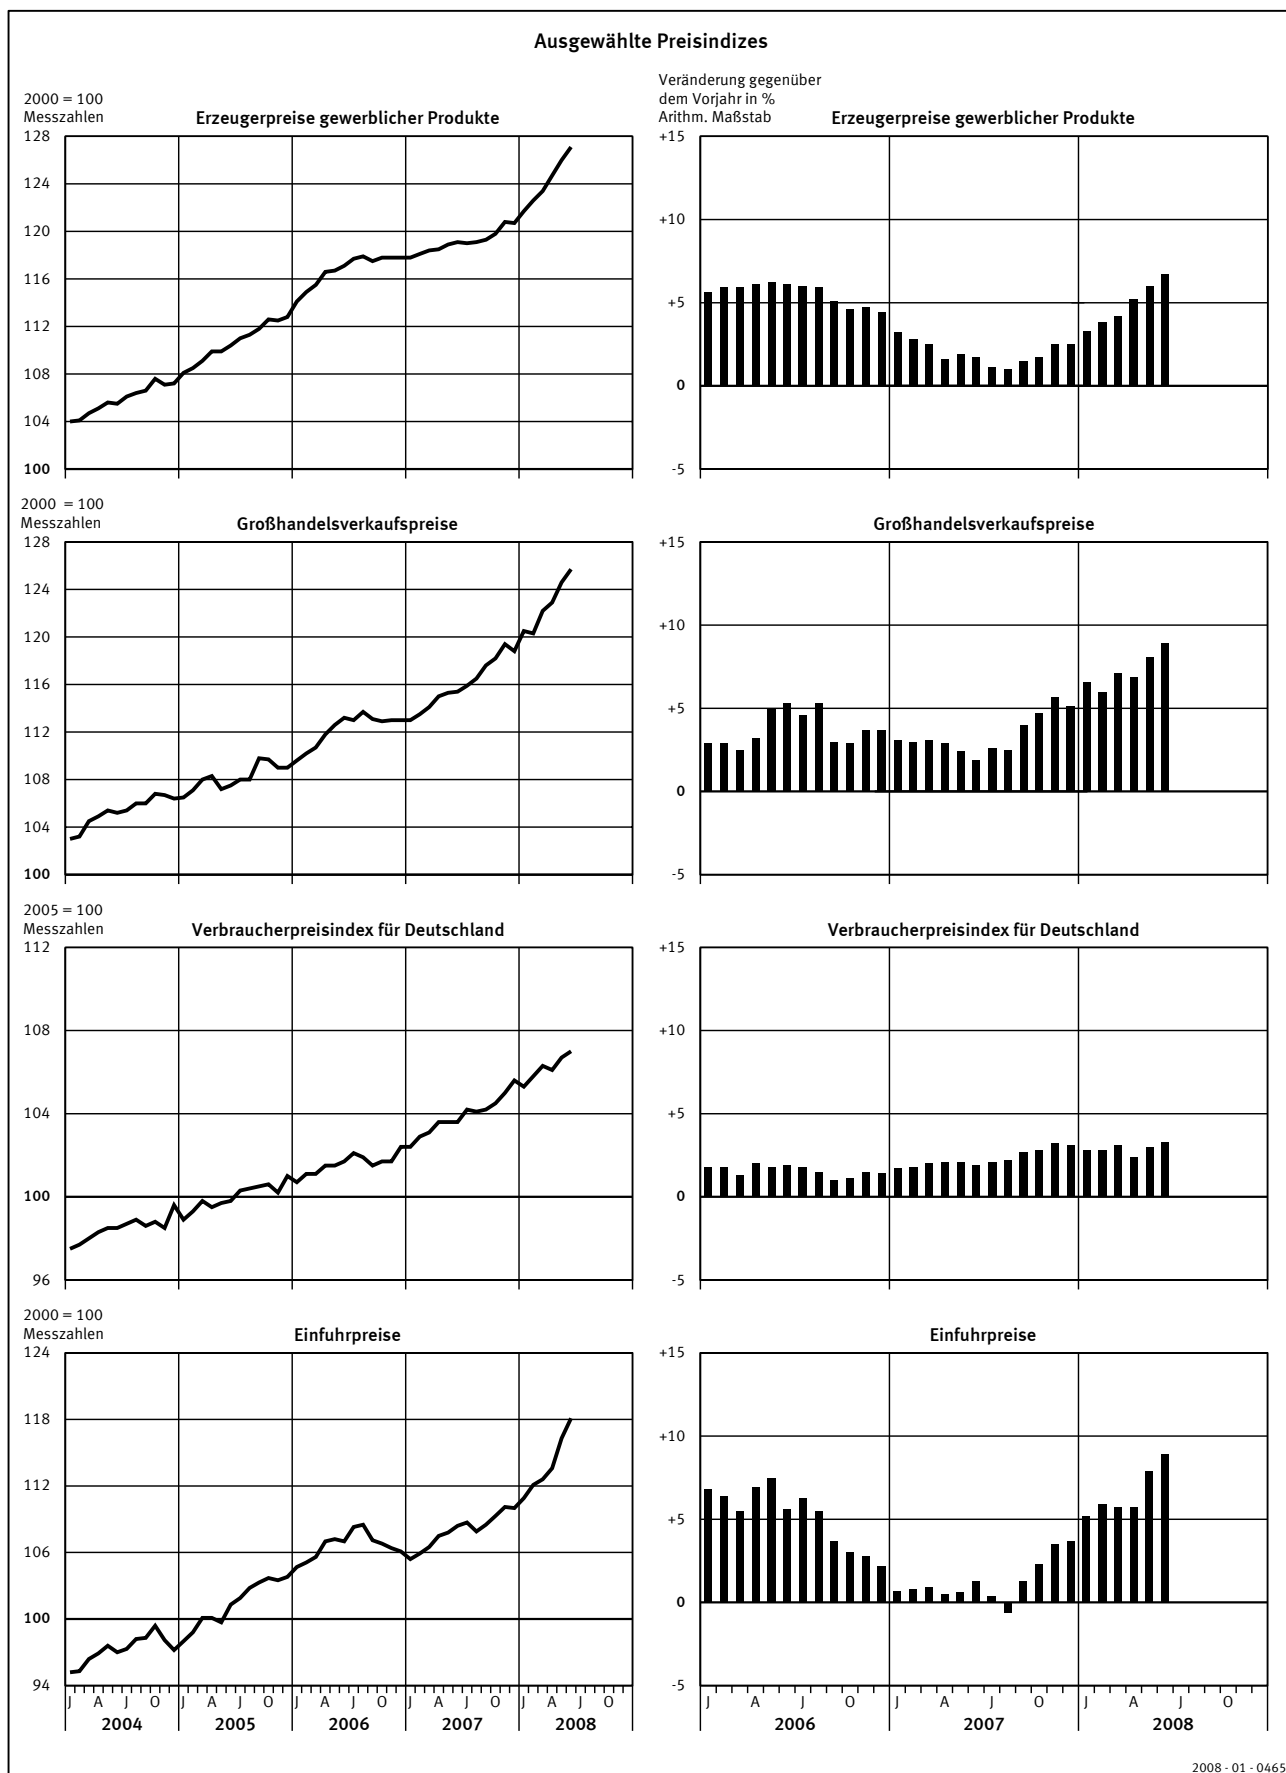 Ausgewählte Preisindizes
2000 = 100
Messzahlen
Erzeugerpreise gewerblicher Produkte
128
124
120
116
112
108
104
100
Veränderung gegenüber
dem Vorjahr in %
Arithm. Maßstab
Erzeugerpreise gewerblicher Produkte
+15
+10
+5
0
-5
2000 = 100
Messzahlen
Großhandelsverkaufspreise
128
124
120
116
112
108
104
100
Großhandelsverkaufspreise
+15
+10
+5
0
-5
2005 = 100
Messzahlen
Verbraucherpreisindex für Deutschland
112
108
104
100
96
Verbraucherpreisindex für Deutschland
+15
+10
+5
0
-5
2000 = 100
Messzahlen
Einfuhrpreise
124
118
112
106
100
94
J A J O J A J O J A J O J A J O J A J O
2004 2005 2006 2007 2008
Einfuhrpreise
+15
+10
+5
0
-5
J A J O J A J O J A J O
2006 2007 2008
2008 - 01 - 0465